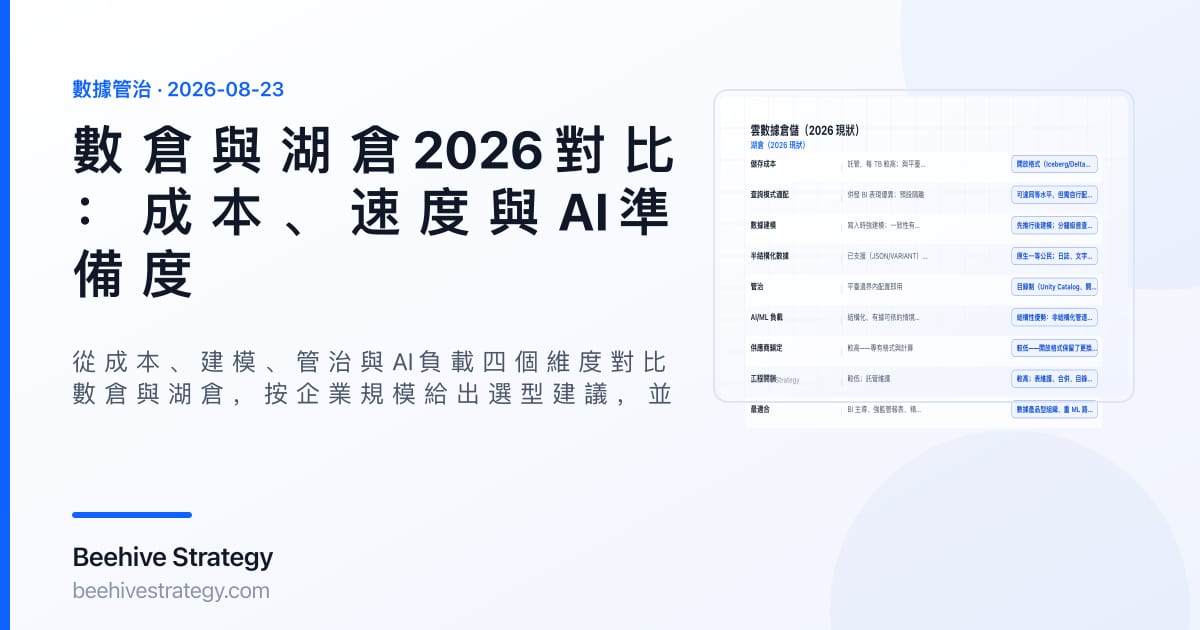 數據管治 · 2026-08-23
數倉與湖倉2026對比
：成本、速度與AI準
備度
從成本、建模、管治與AI負載四個維度對比
數倉與湖倉，按企業規模給出選型建議，並
Beehive Strategy
beehivestrategy.com
雲數據倉儲（2026 現狀）
湖倉（2026 現狀）
儲存成本 託管，每 TB 較高；與平臺… 開放格式（Iceberg/Delta…
查詢模式適配 併發 BI 表現優異；預設隔離 可達同等水平，但需自行配…
數據建模 寫入時強建模；一致性有… 先推行後建模；分層治理…
半結構化數據 已支援（JSON/VARIANT）… 原生一等公民；日誌、文字…
管治 平臺邊界內配置即用 目錄制（Unity Catalog、開…
AI/ML 負載 結構化、有據可依的情境… 結構性優勢：非結構化管道…
供應商鎖定 較高——專有格式與計算 較低——開放格式保留了更換…
工程開銷 較低；託管維護 較高；表維護、合併、目錄…
Strategy
最適合 BI 主導、強監管報表、精… 數據產品型組織，重 ML 路…